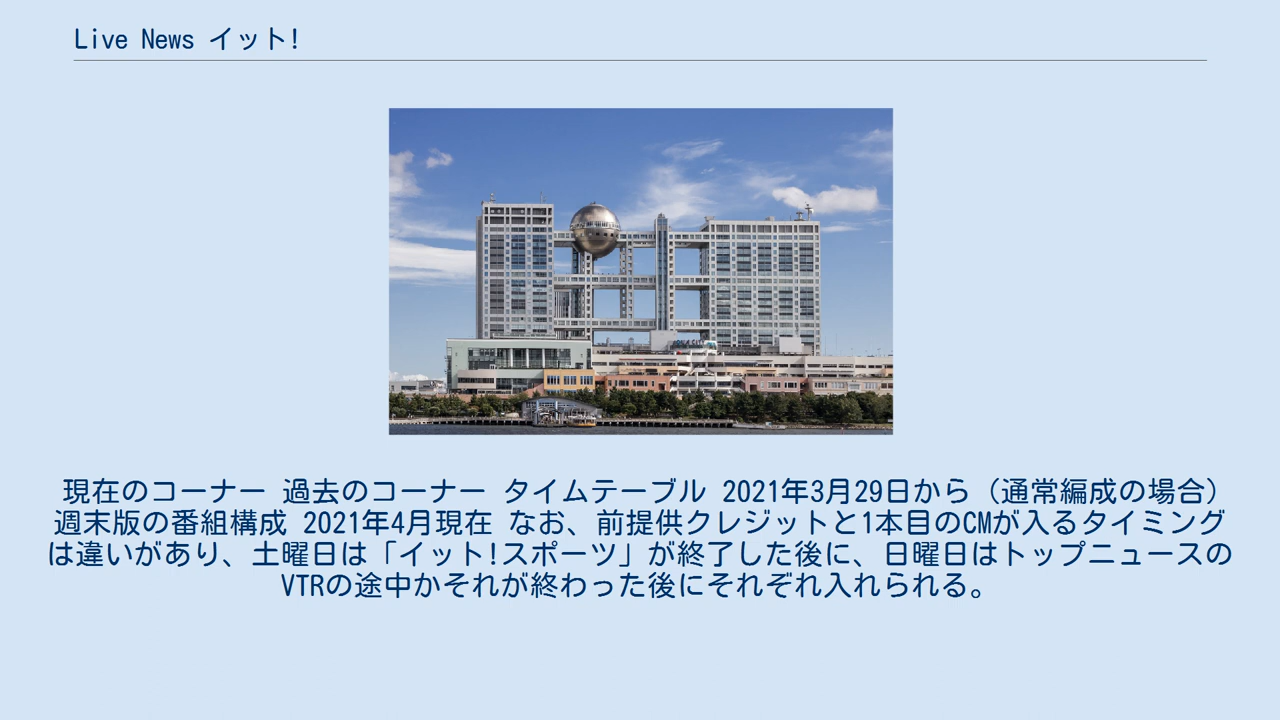 Live News イット!
現在のコーナー 過去のコーナー タイムテーブル 2021年3月29日から（通常編成の場合）
週末版の番組構成 2021年4月現在 なお、前提供クレジットと1本目のCMが入るタイミング
は違いがあり、土曜日は「イット!スポーツ」が終了した後に、日曜日はトップニュースの
VTRの途中かそれが終わった後にそれぞれ入れられる。